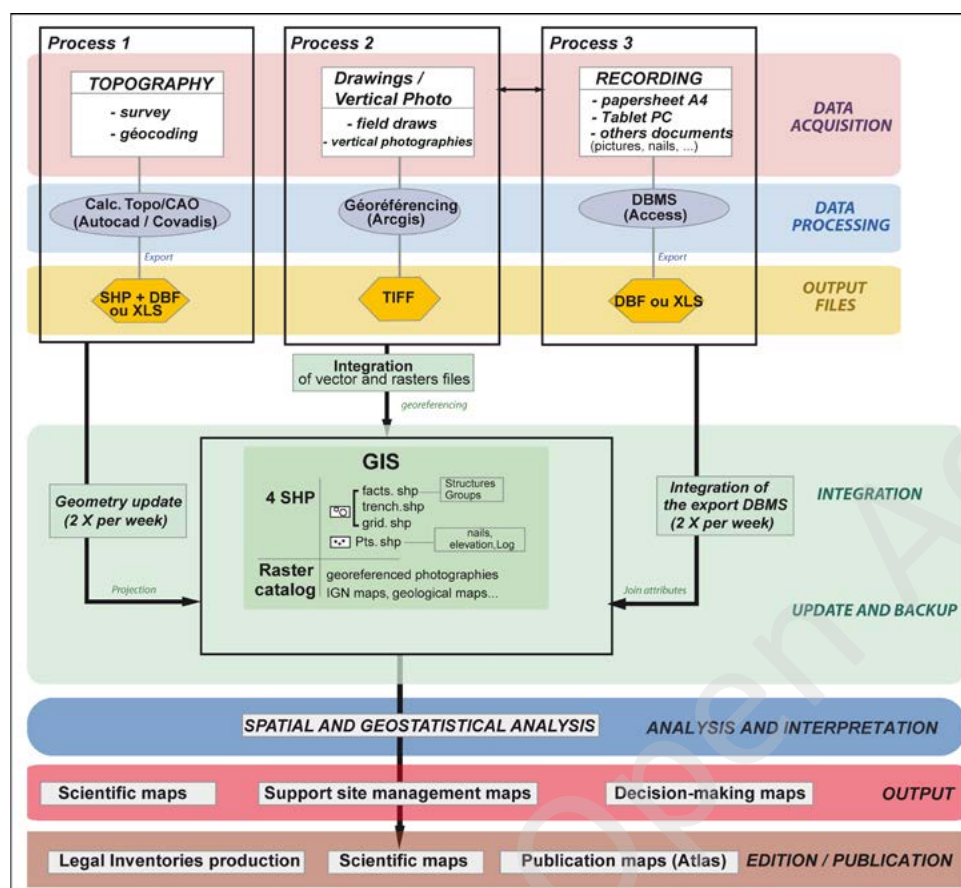 Process 1
Process 2
Process 3
TOPOGRAPHY
- survey
- géocoding
Drawings /
Vertical Photo
- field draws
- vertical photographies
RECORDING
- papersheet A4
- Tablet PC
- others documents
(pictures, nails, ...)
DATA
ACQUISITION
Calc. Topo/CAO
(Autocad / Covadis)
Géoréférencing
(Arcgis)
DBMS
(Access)
DATA
PROCESSING
Export
Export
SHP + DBF
ou XLS
TIFF
DBF ou XLS
OUTPUT
FILES
Integration
of vector and rasters files
georeferencing
GIS
4 SHP
facts. shp
trench.shp
grid. shp
Structures
Groups
Pts. shp
nails,
elevation,Log
Raster
catalog
georeferenced photographies
IGN maps, geological maps...
Geometry update
(2 X per week)
Integration of
the export DBMS
(2 X per week)
INTEGRATION
Projection
Join attributes
UPDATE AND BACKUP
SPATIAL AND GEOSTATISTICAL ANALYSIS
ANALYSIS AND INTERPRETATION
Scientific maps
Support site management maps
Decision-making maps
OUTPUT
Legal Inventories production
Scientific maps
Publication maps (Atlas)
EDITION / PUBLICATION
Open A